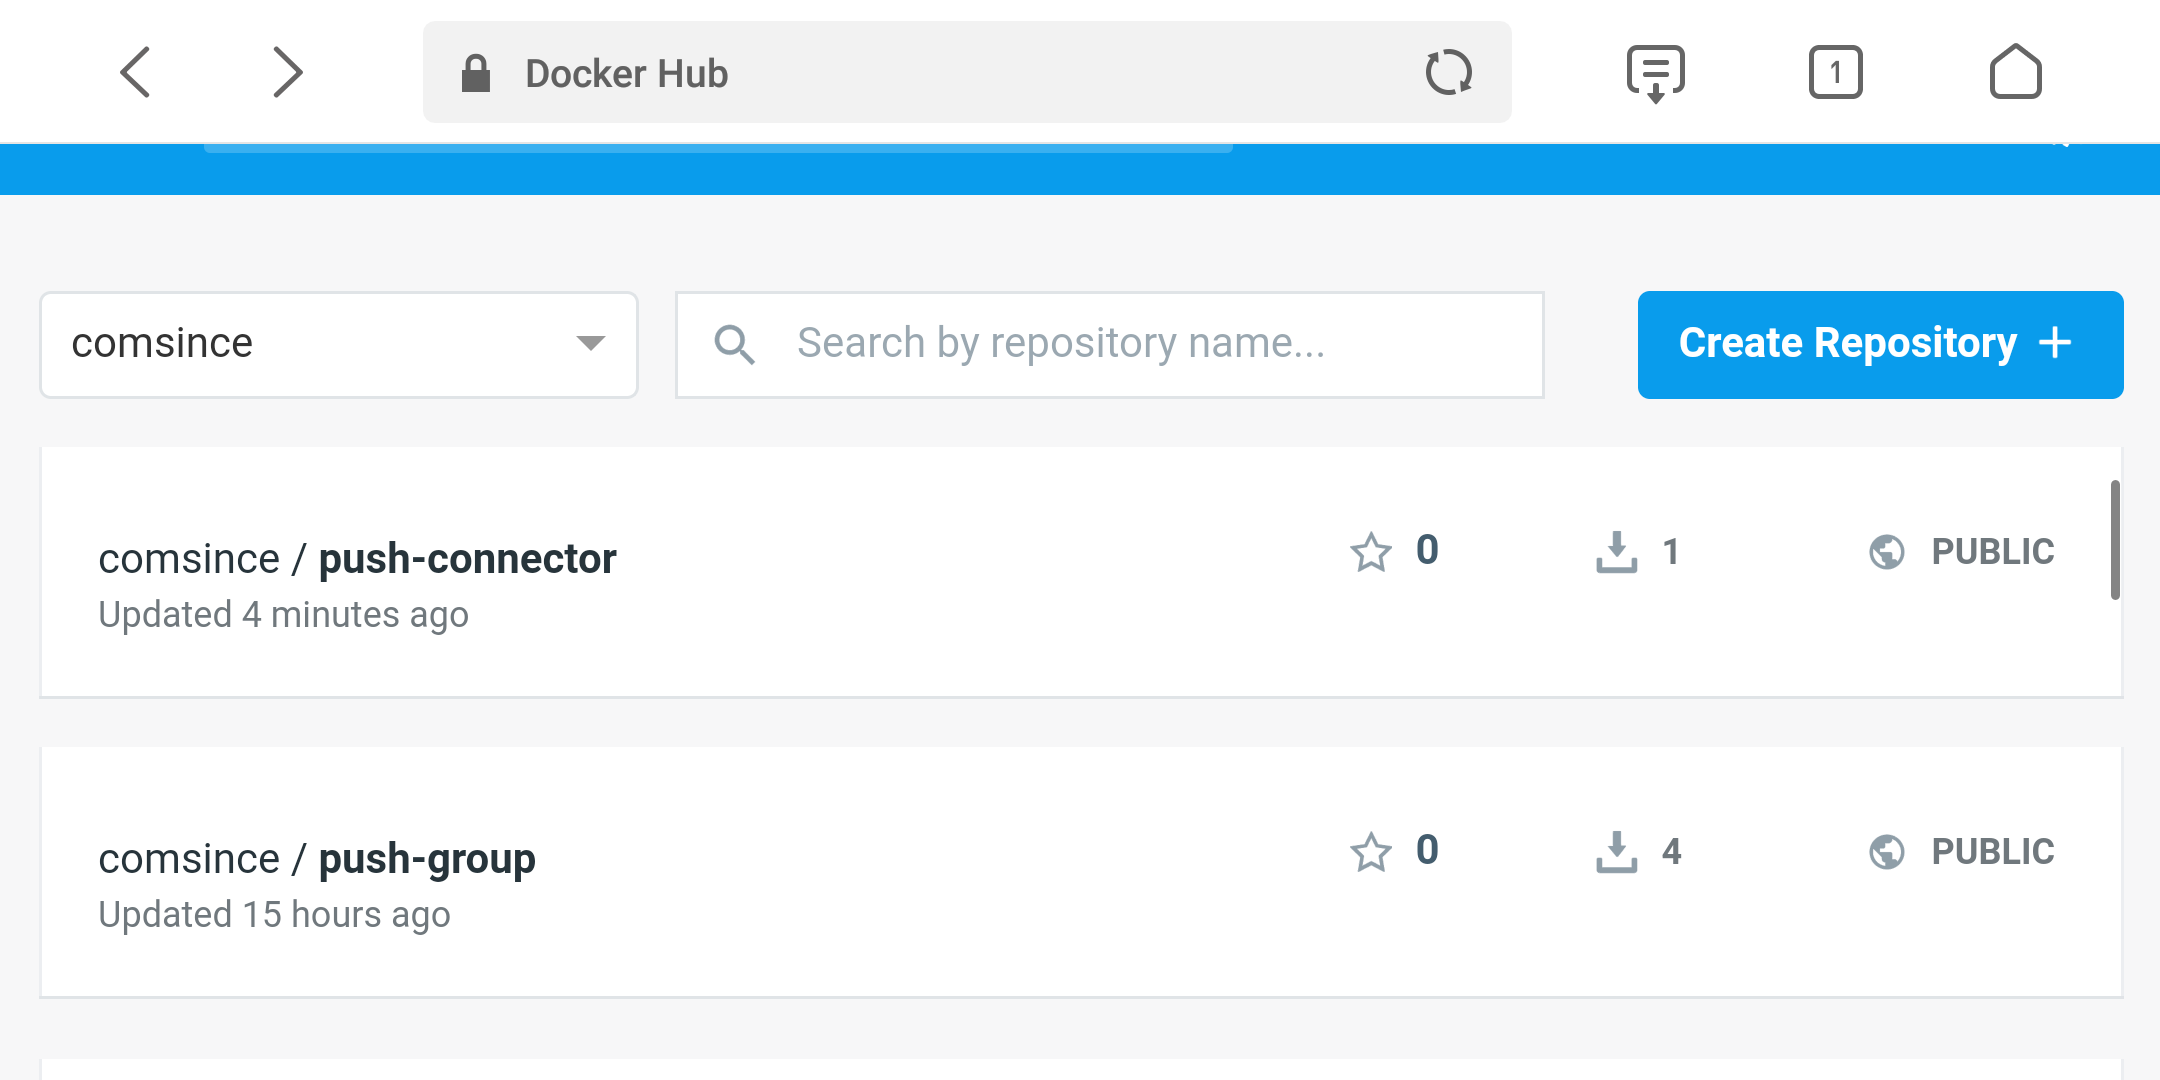 Docker Hub
1
comsince
Search by repository name...
Create Repository +
comsince / push-connector
0
1
PUBLIC
Updated 4 minutes ago
comsince / push-group
0
4
PUBLIC
Updated 15 hours ago